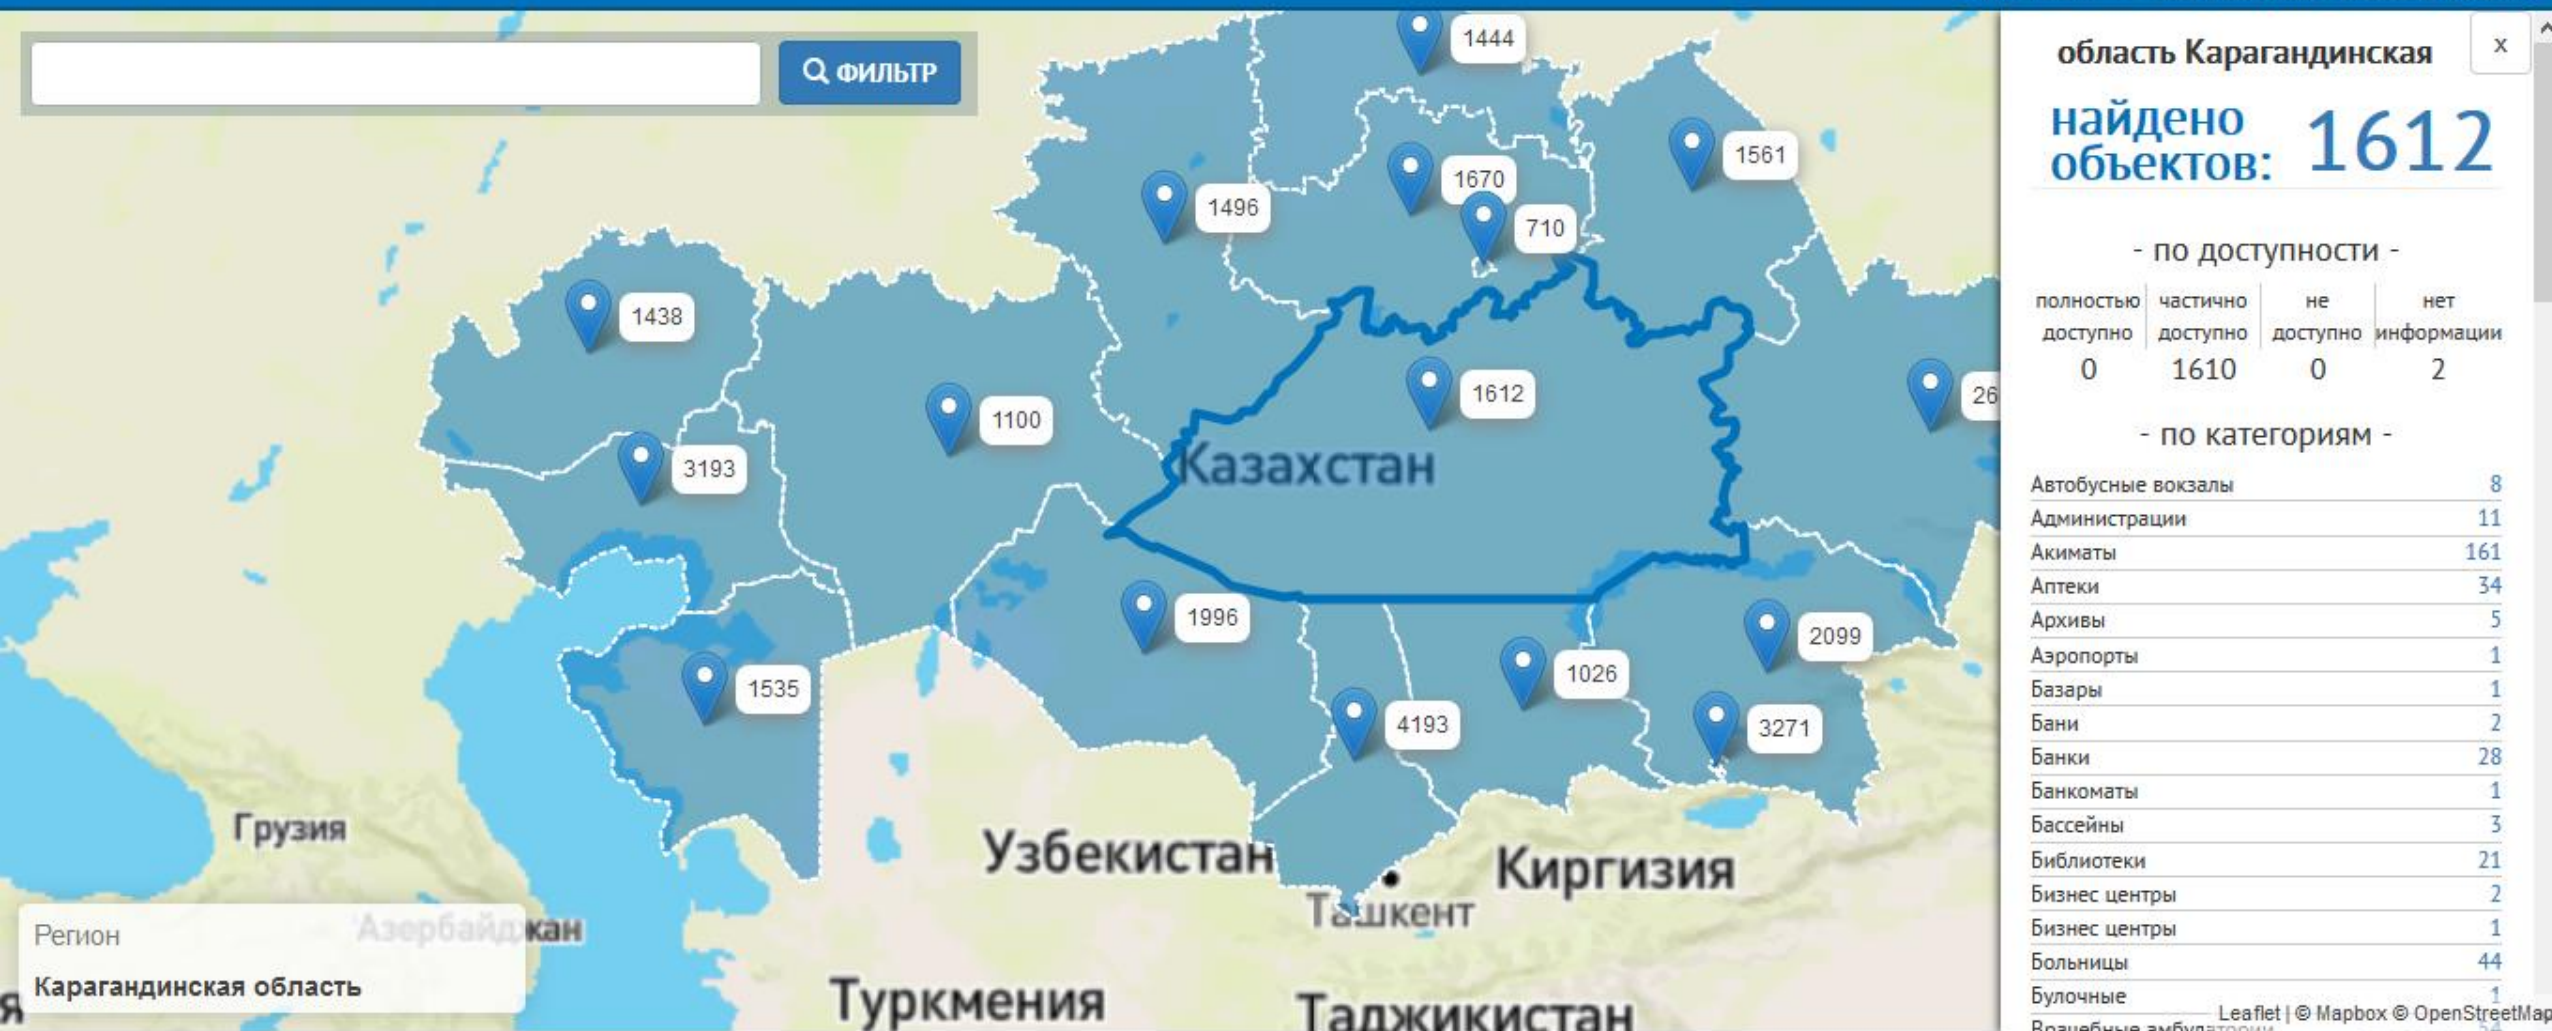 ФИЛЬТР
1444
1561
1670
1496
710
1438
1612
26
1100
3193
Казахстан
1996
2099
1026
1535
4193
3271
Грузия
Узбекистан
Киргизия
Ташкент
Азербайджан
Туркмения
Таджикистан
я
Регион
Карагандинская область
область Карагандинская
x
найдено
объектов: 1612
- по доступности -
полностью частично не нет
доступно доступно доступно информации
0 1610 0 2
- по категориям -
Автобусные вокзалы 8
Администрации 11
Акиматы 161
Аптеки 34
Архивы 5
Аэропорты 1
Базары 1
Бани 2
Банки 28
Банкоматы 1
Бассейны 3
Библиотеки 21
Бизнес центры 2
Бизнес центры 1
Больницы 44
Булочные 1
Leaflet | © Mapbox © OpenStreetMap